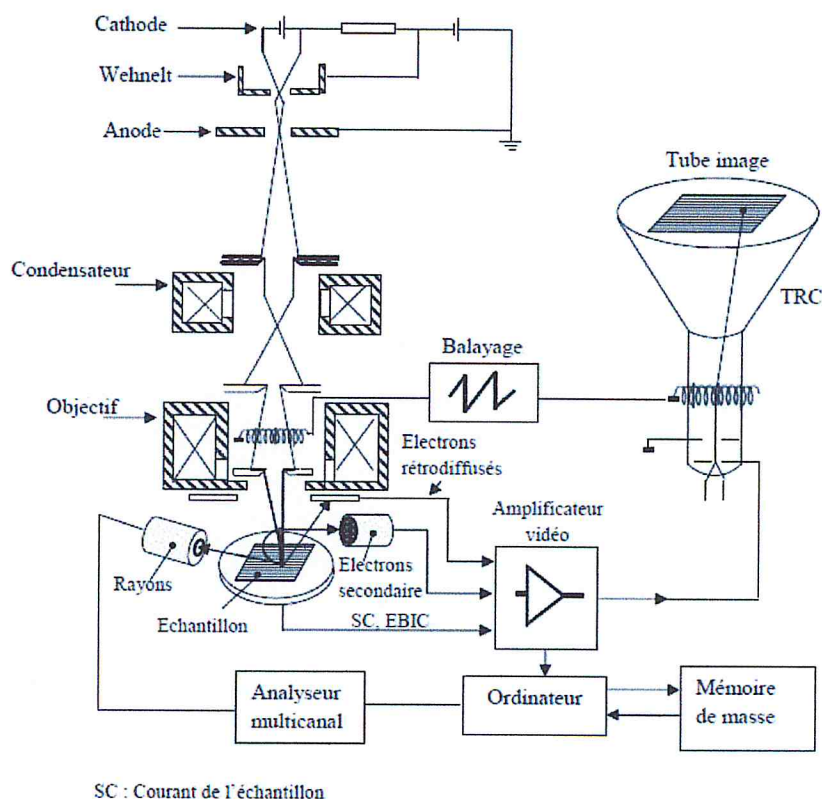 Cathode
Wehnelt
Anode
Tube image
Condensateur
TRC
Balayage
Objectif
Electrons
rétrodiffusés
Amplificateur
vidéo
Rayons
Electrons
secondaire
Echantillon
SC, EBIC
Analyseur
multicanal
Ordinateur
Mémoire
de masse
SC : Courant de l'échantillon